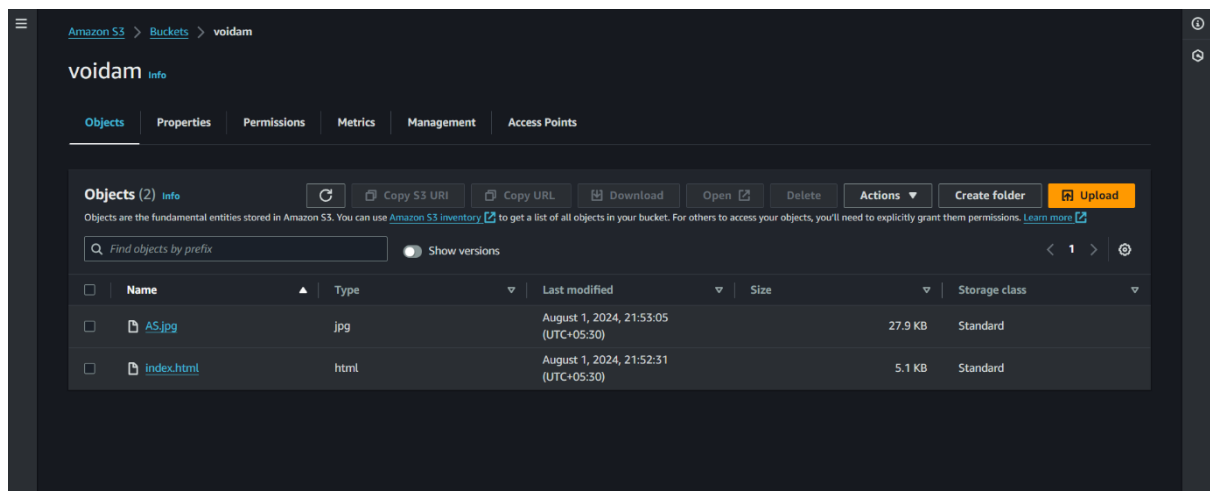 Amazon S3 > Buckets > voidam
voidam Info
Objects Properties Permissions Metrics Management Access Points
Objects (2) Info Copy S3 URI Copy URL Download Open Delete Actions Create folder Upload
Objects are the fundamental entities stored in Amazon S3. You can use Amazon S3 inventory to get a list of all objects in your bucket. For others to access your objects, you'll need to explicitly grant them permissions. Learn more
Find objects by prefix Show versions < 1 >
Name Type Last modified Size Storage class
AS.jpg jpg August 1, 2024, 21:53:05 27.9 KB Standard
(UTC+05:30)
index.html html August 1, 2024, 21:52:31 5.1 KB Standard
(UTC+05:30)